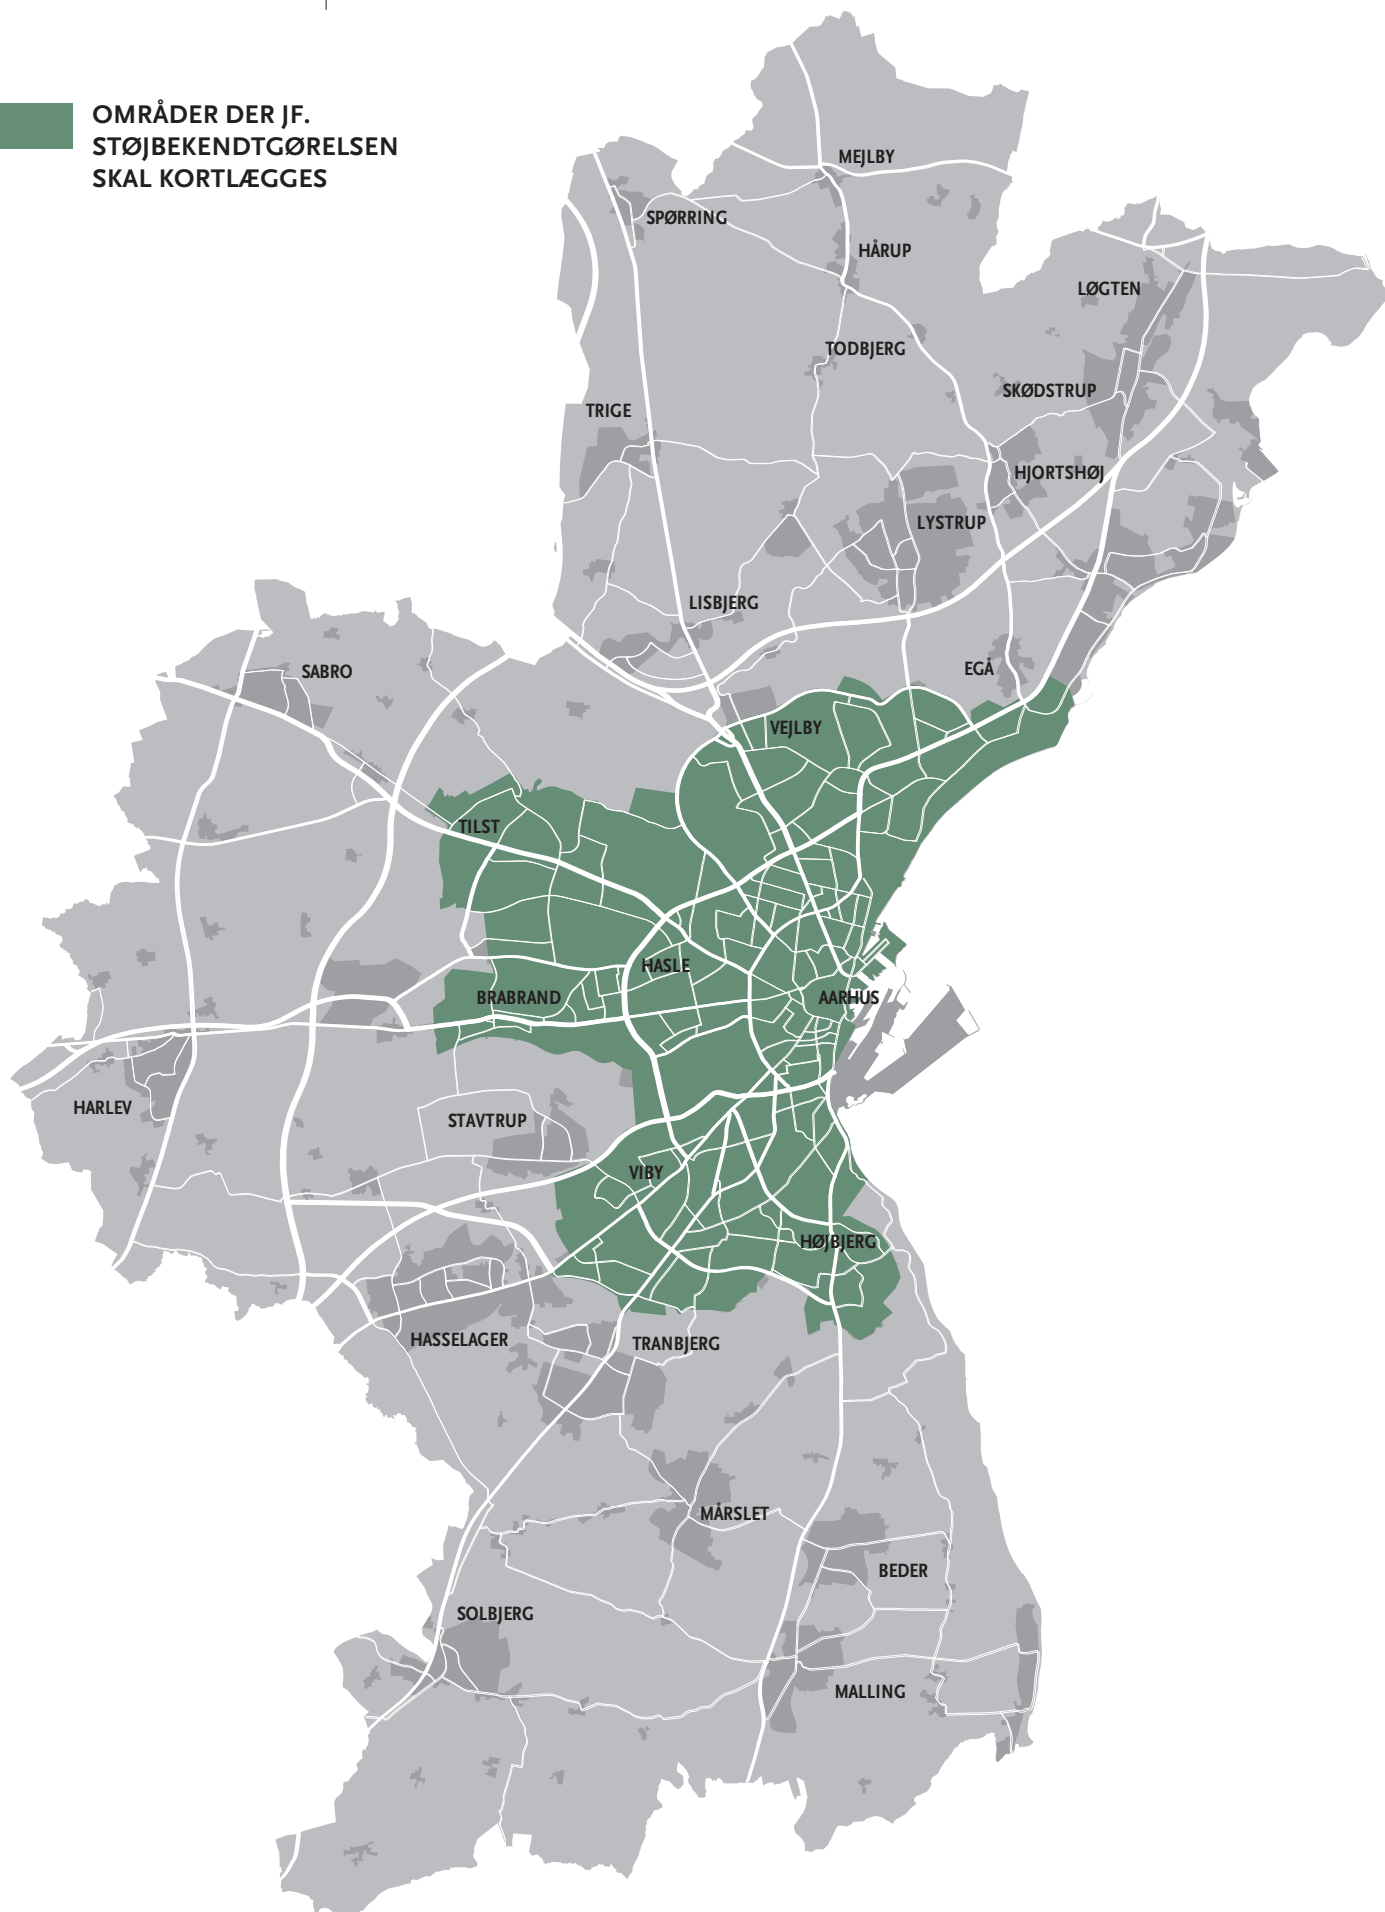 OMRÅDER DER JF.
STØJBEKENDTGØRELSEN
SKAL KORTLÆGGES
MEJLBY
SPØRRING
HÅRUP
LØGTEN
TODBJERG
SKØDSTRUP
TRIGE
HJORTSHØJ
LYSTRUP
LISBJERG
SABRO
EGÅ
VEJLBY
TILST
HASLE
BRABRAND
AARHUS
HARLEV
STAVTRUP
VIBY
HØJBJERG
HASSELAGER
TRANBJERG
MÅRSLET
BEDER
SOLBJERG
MALLING